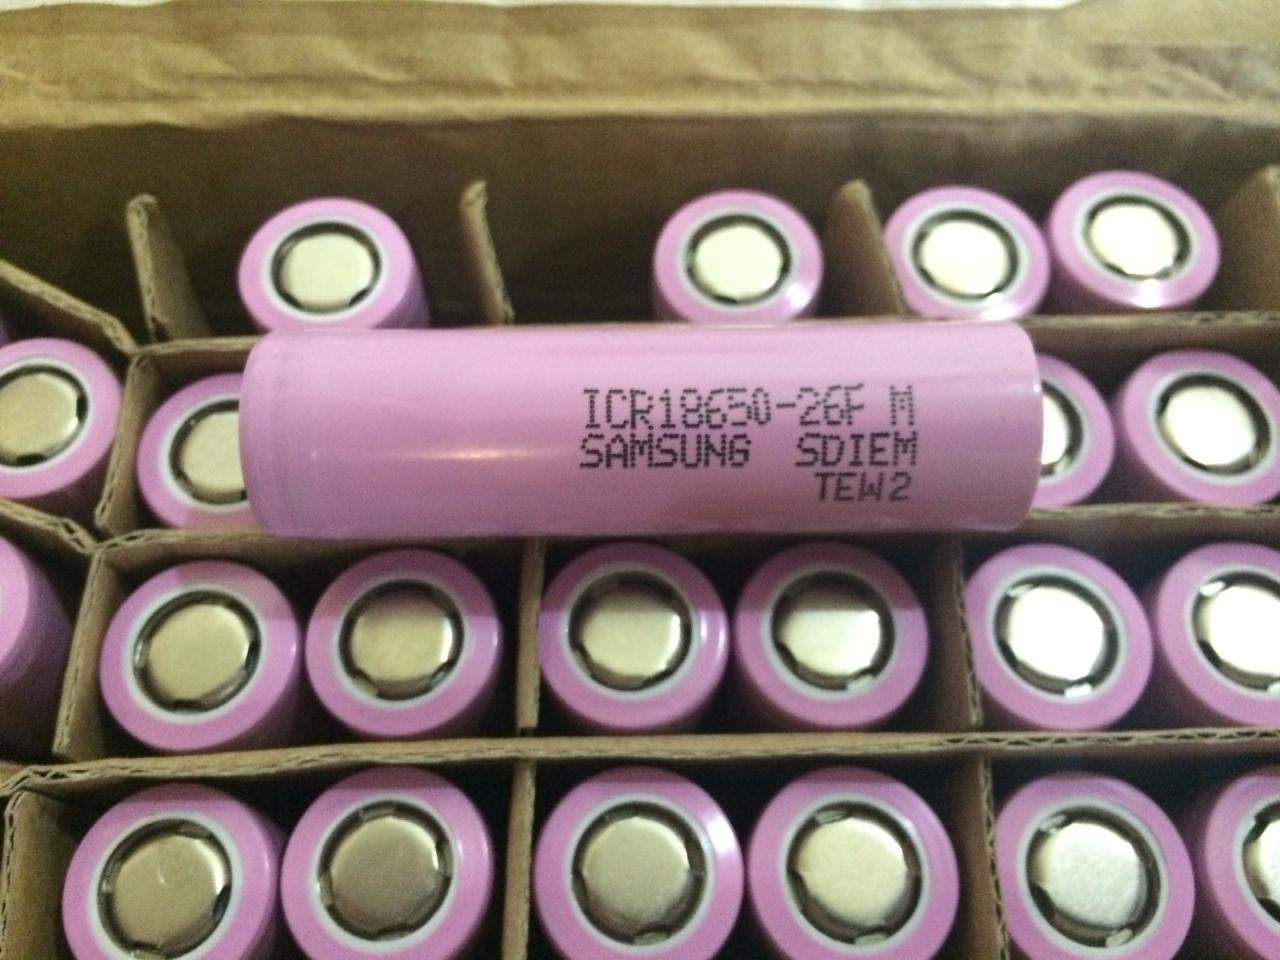 ICR18650-26F M
SAMSUNG SDIEM
TEW2